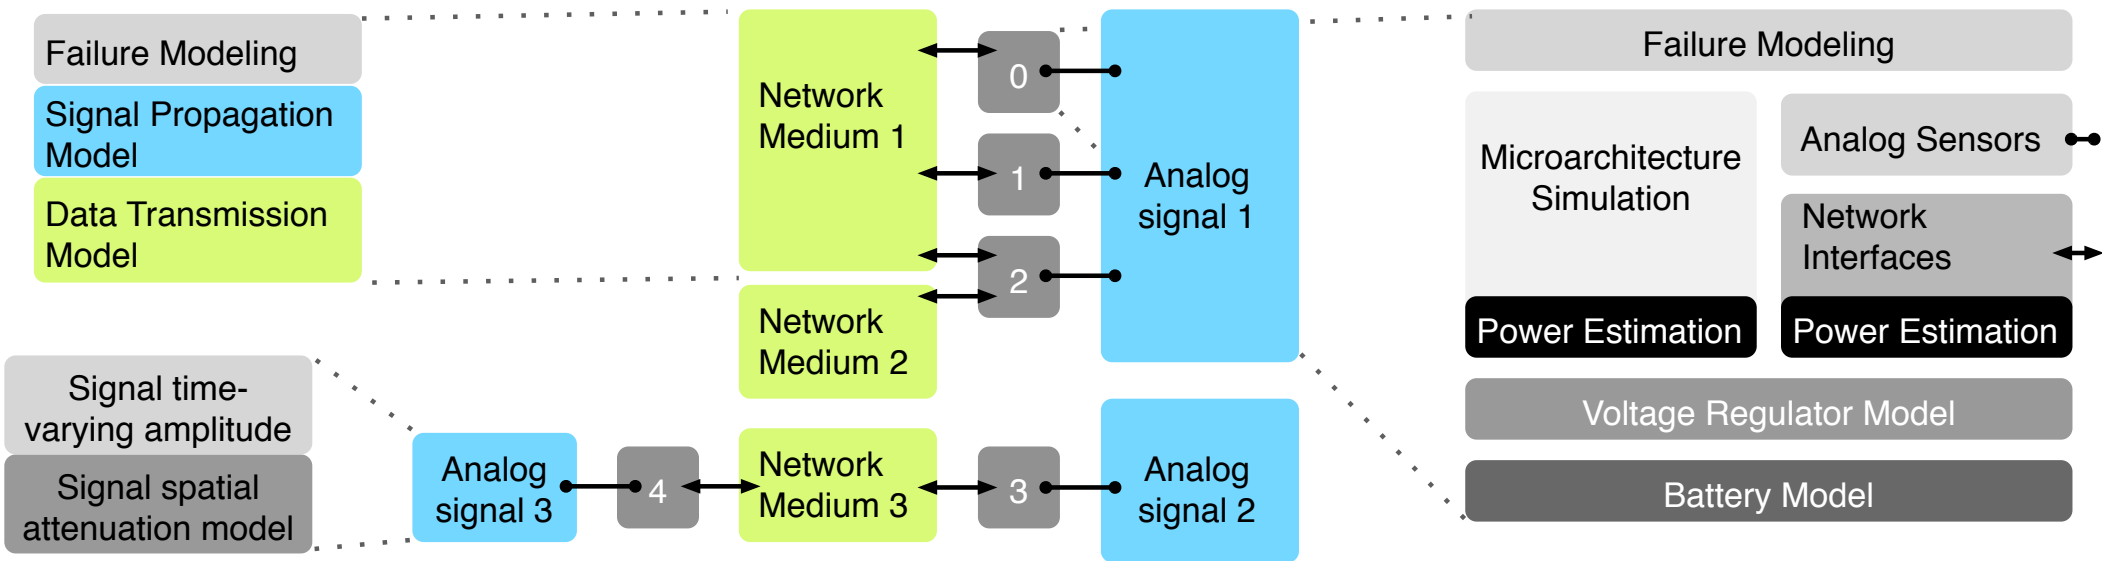 Failure Modeling
Signal Propagation
Model
Data Transmission
Model
Signal time-
varying amplitude
Signal spatial
attenuation model
Network
Medium 1
Network
Medium 2
0
1
2
Analog
signal 1
Analog
signal 3
4
Network
Medium 3
3
Analog
signal 2
Failure Modeling
Microarchitecture
Simulation
Power Estimation
Analog Sensors
Network
Interfaces
Power Estimation
Voltage Regulator Model
Battery Model